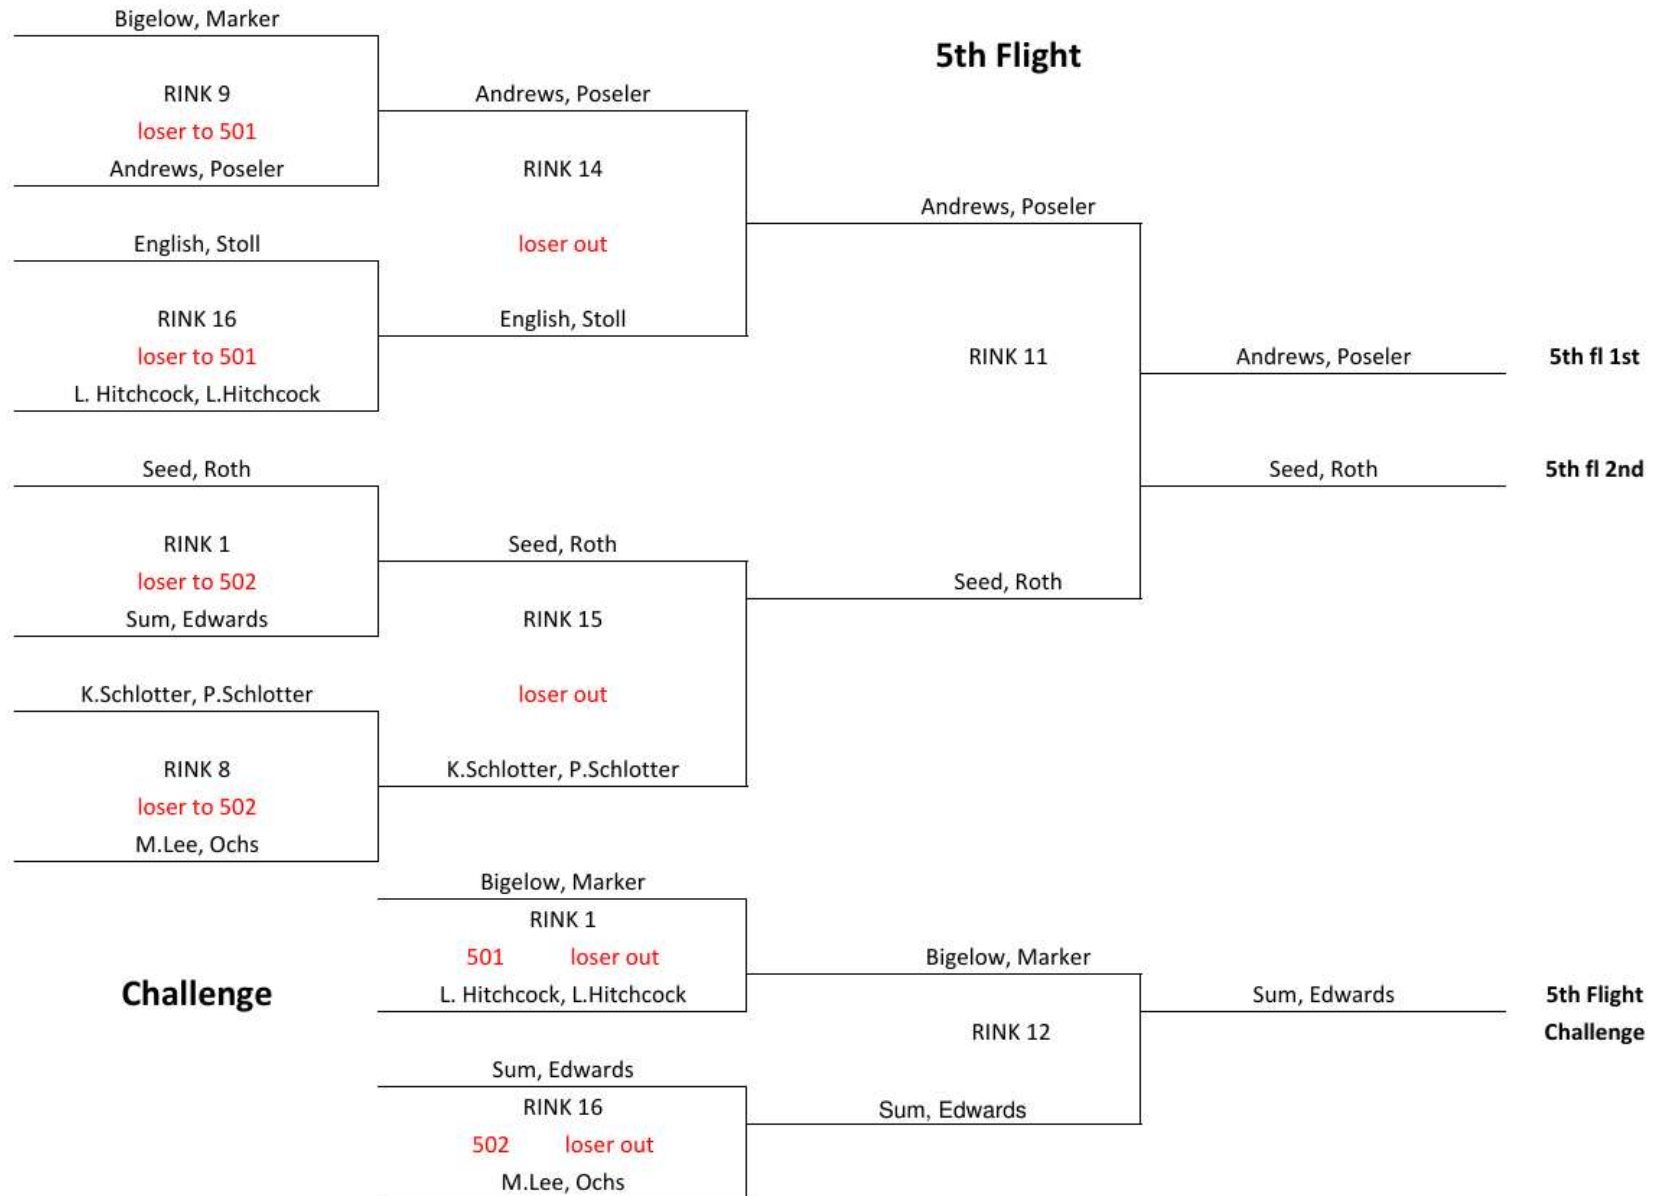 Bigelow, Marker
5th Flight
RINK 9
Andrews, Poseler
loser to 501
Andrews, Poseler
RINK 14
Andrews, Poseler
English, Stoll
loser out
RINK 16
English, Stoll
loser to 501
RINK 11
Andrews, Poseler
5th fl 1st
L. Hitchcock, L.Hitchcock
Seed, Roth
Seed, Roth
5th fl 2nd
RINK 1
Seed, Roth
loser to 502
Seed, Roth
Sum, Edwards
RINK 15
K.Schlotter, P.Schlotter
loser out
RINK 8
K.Schlotter, P.Schlotter
loser to 502
M.Lee, Ochs
Bigelow, Marker
RINK 1
501 loser out
Bigelow, Marker
Challenge
L. Hitchcock, L.Hitchcock
Sum, Edwards
5th Flight
RINK 12
Challenge
Sum, Edwards
RINK 16
Sum, Edwards
502 loser out
M.Lee, Ochs